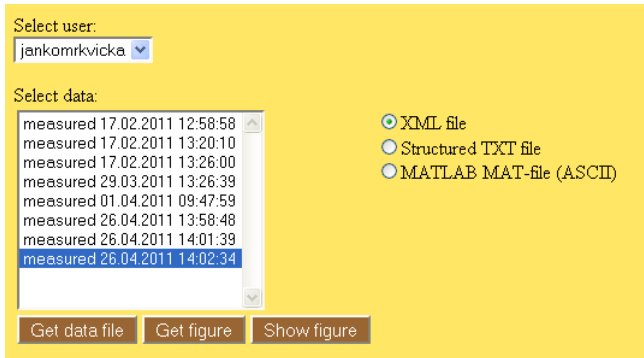 Select user:
jankomrkvicka
Select data:
measured 17.02.2011 12:58:58
measured 17.02.2011 13:20:10
measured 17.02.2011 13:26:00
measured 29.03.2011 13:26:39
measured 01.04.2011 09:47:59
measured 26.04.2011 13:58:48
measured 26.04.2011 14:01:39
measured 26.04.2011 14:02:34
XML file
Structured TXT file
MATLAB MAT-file (ASCII)
Get data file Get figure Show figure